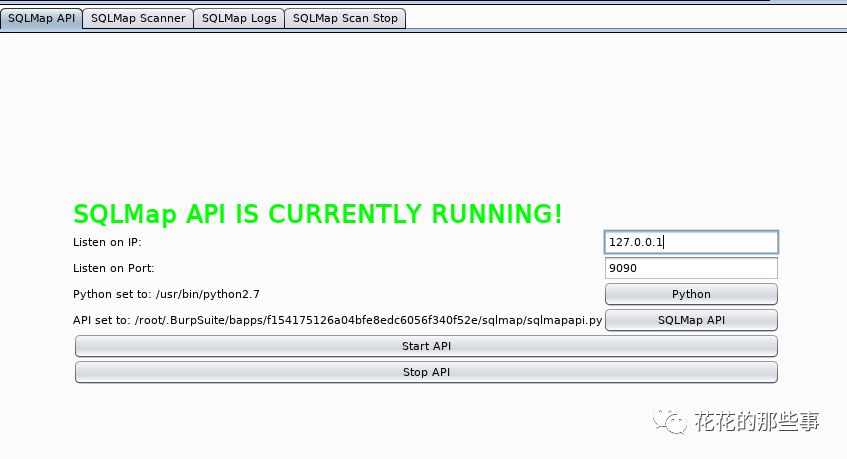 SQLMap API SQLMap Scanner SQLMap Logs SQLMap Scan Stop
SQLMap API IS CURRENTLY RUNNING!
Listen on IP: 127.0.0.1
Listen on Port: 9090
Python set to: /usr/bin/python2.7 Python
API set to: /root/.BurpSuite/bapps/f154175126a04bfe8edc6056f340f52e/sqlmap/sqlmapapi.py SQLMap API
Start API
Stop API
花花的那些事